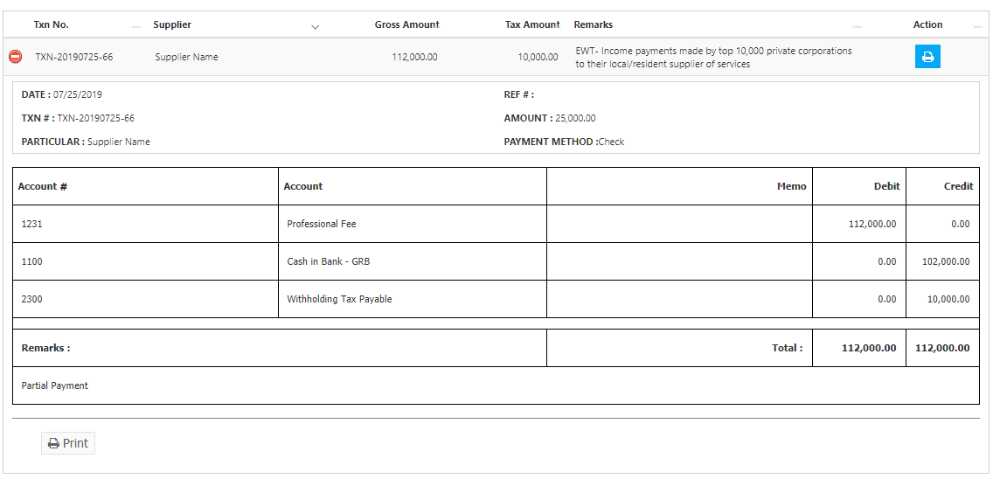 Txn No. ... Supplier Gross Amount Tax Amount Remarks ... Action ...
TXN-20190725-66 Supplier Name 112,000.00 10,000.00 EWT- Income payments made by top 10,000 private corporations
to their local/resident supplier of services
DATE : 07/25/2019 REF # :
TXN # : TXN-20190725-66 AMOUNT : 25,000.00
PARTICULAR : Supplier Name PAYMENT METHOD :Check
Account # Account Memo Debit Credit
1231 Professional Fee 112,000.00 0.00
1100 Cash in Bank - GRB 0.00 102,000.00
2300 Withholding Tax Payable 0.00 10,000.00
Remarks : Total : 112,000.00 112,000.00
Partial Payment
Print